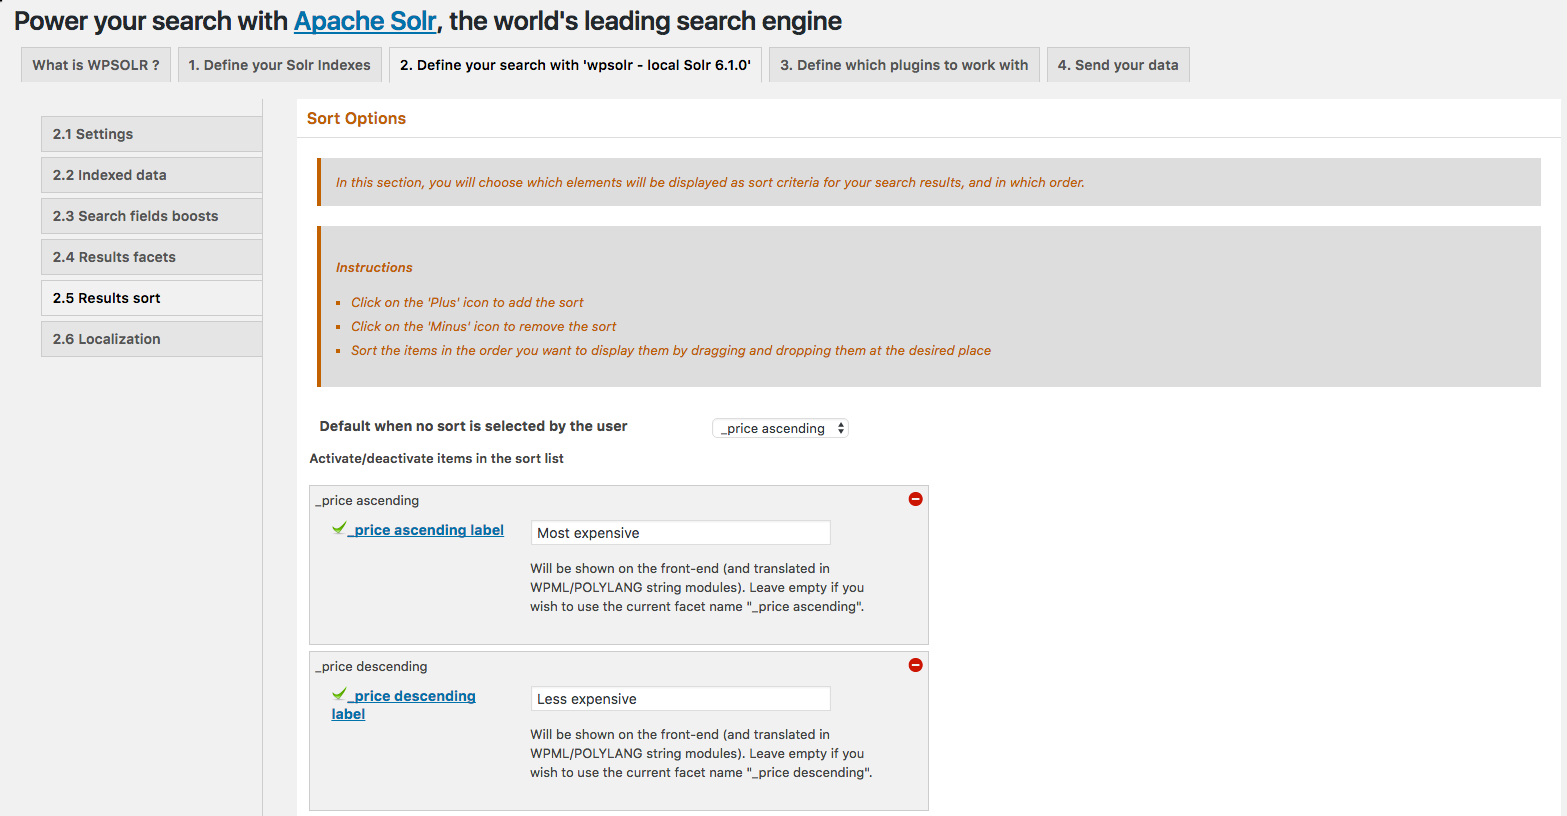 Power your search with Apache Solr, the world's leading search engine
What is WPSOLR ?
1. Define your Solr Indexes
2. Define your search with 'wpsolr - local Solr 6.1.0'
3. Define which plugins to work with
4. Send your data
2.1 Settings
2.2 Indexed data
2.3 Search fields boosts
2.4 Results facets
2.5 Results sort
2.6 Localization
Sort Options
In this section, you will choose which elements will be displayed as sort criteria for your search results, and in which order.
Instructions
Click on the 'Plus' icon to add the sort
Click on the 'Minus' icon to remove the sort
Sort the items in the order you want to display them by dragging and dropping them at the desired place
Default when no sort is selected by the user
_price ascending
Activate/deactivate items in the sort list
_price ascending
_price ascending label
Most expensive
Will be shown on the front-end (and translated in
WPML/POLYLANG string modules). Leave empty if you
wish to use the current facet name "_price ascending".
_price descending
_price descending
label
Less expensive
Will be shown on the front-end (and translated in
WPML/POLYLANG string modules). Leave empty if you
wish to use the current facet name "_price descending".